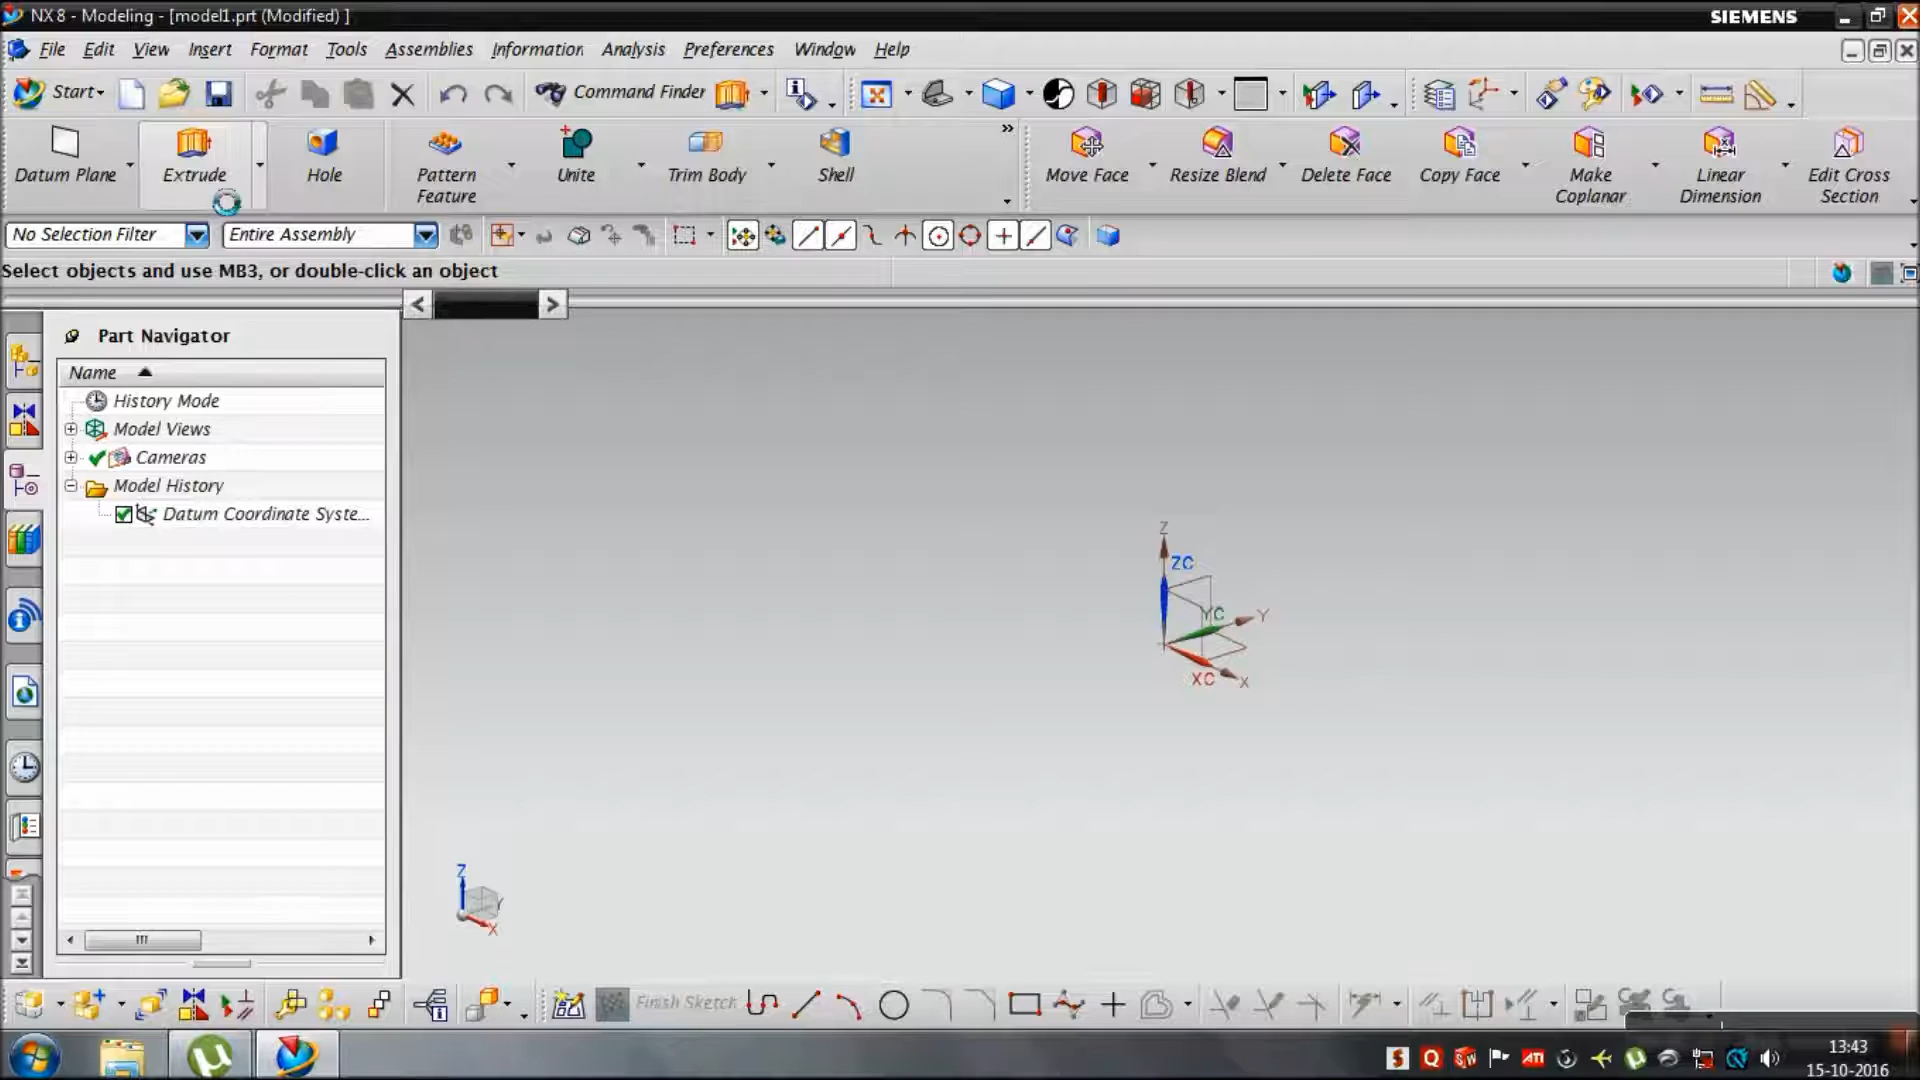 NX 8 - Modeling - [model1.prt (Modified) ]
SIEMENS
File Edit View Insert Format Tools Assemblies Information Analysis Preferences Window Help
Start Command Finder
Datum Plane Extrude Hole Pattern Feature Unite Trim Body Shell Move Face Resize Blend Delete Face Copy Face Make Coplanar Linear Dimension Edit Cross Section
No Selection Filter Entire Assembly
Select objects and use MB3, or double-click an object
Part Navigator
Name
History Mode
Model Views
Cameras
Model History
Datum Coordinate Syste...
Z
ZC
YC Y
XC X
Z
Y
X
Finish Sketch
13:43
15-10-2016